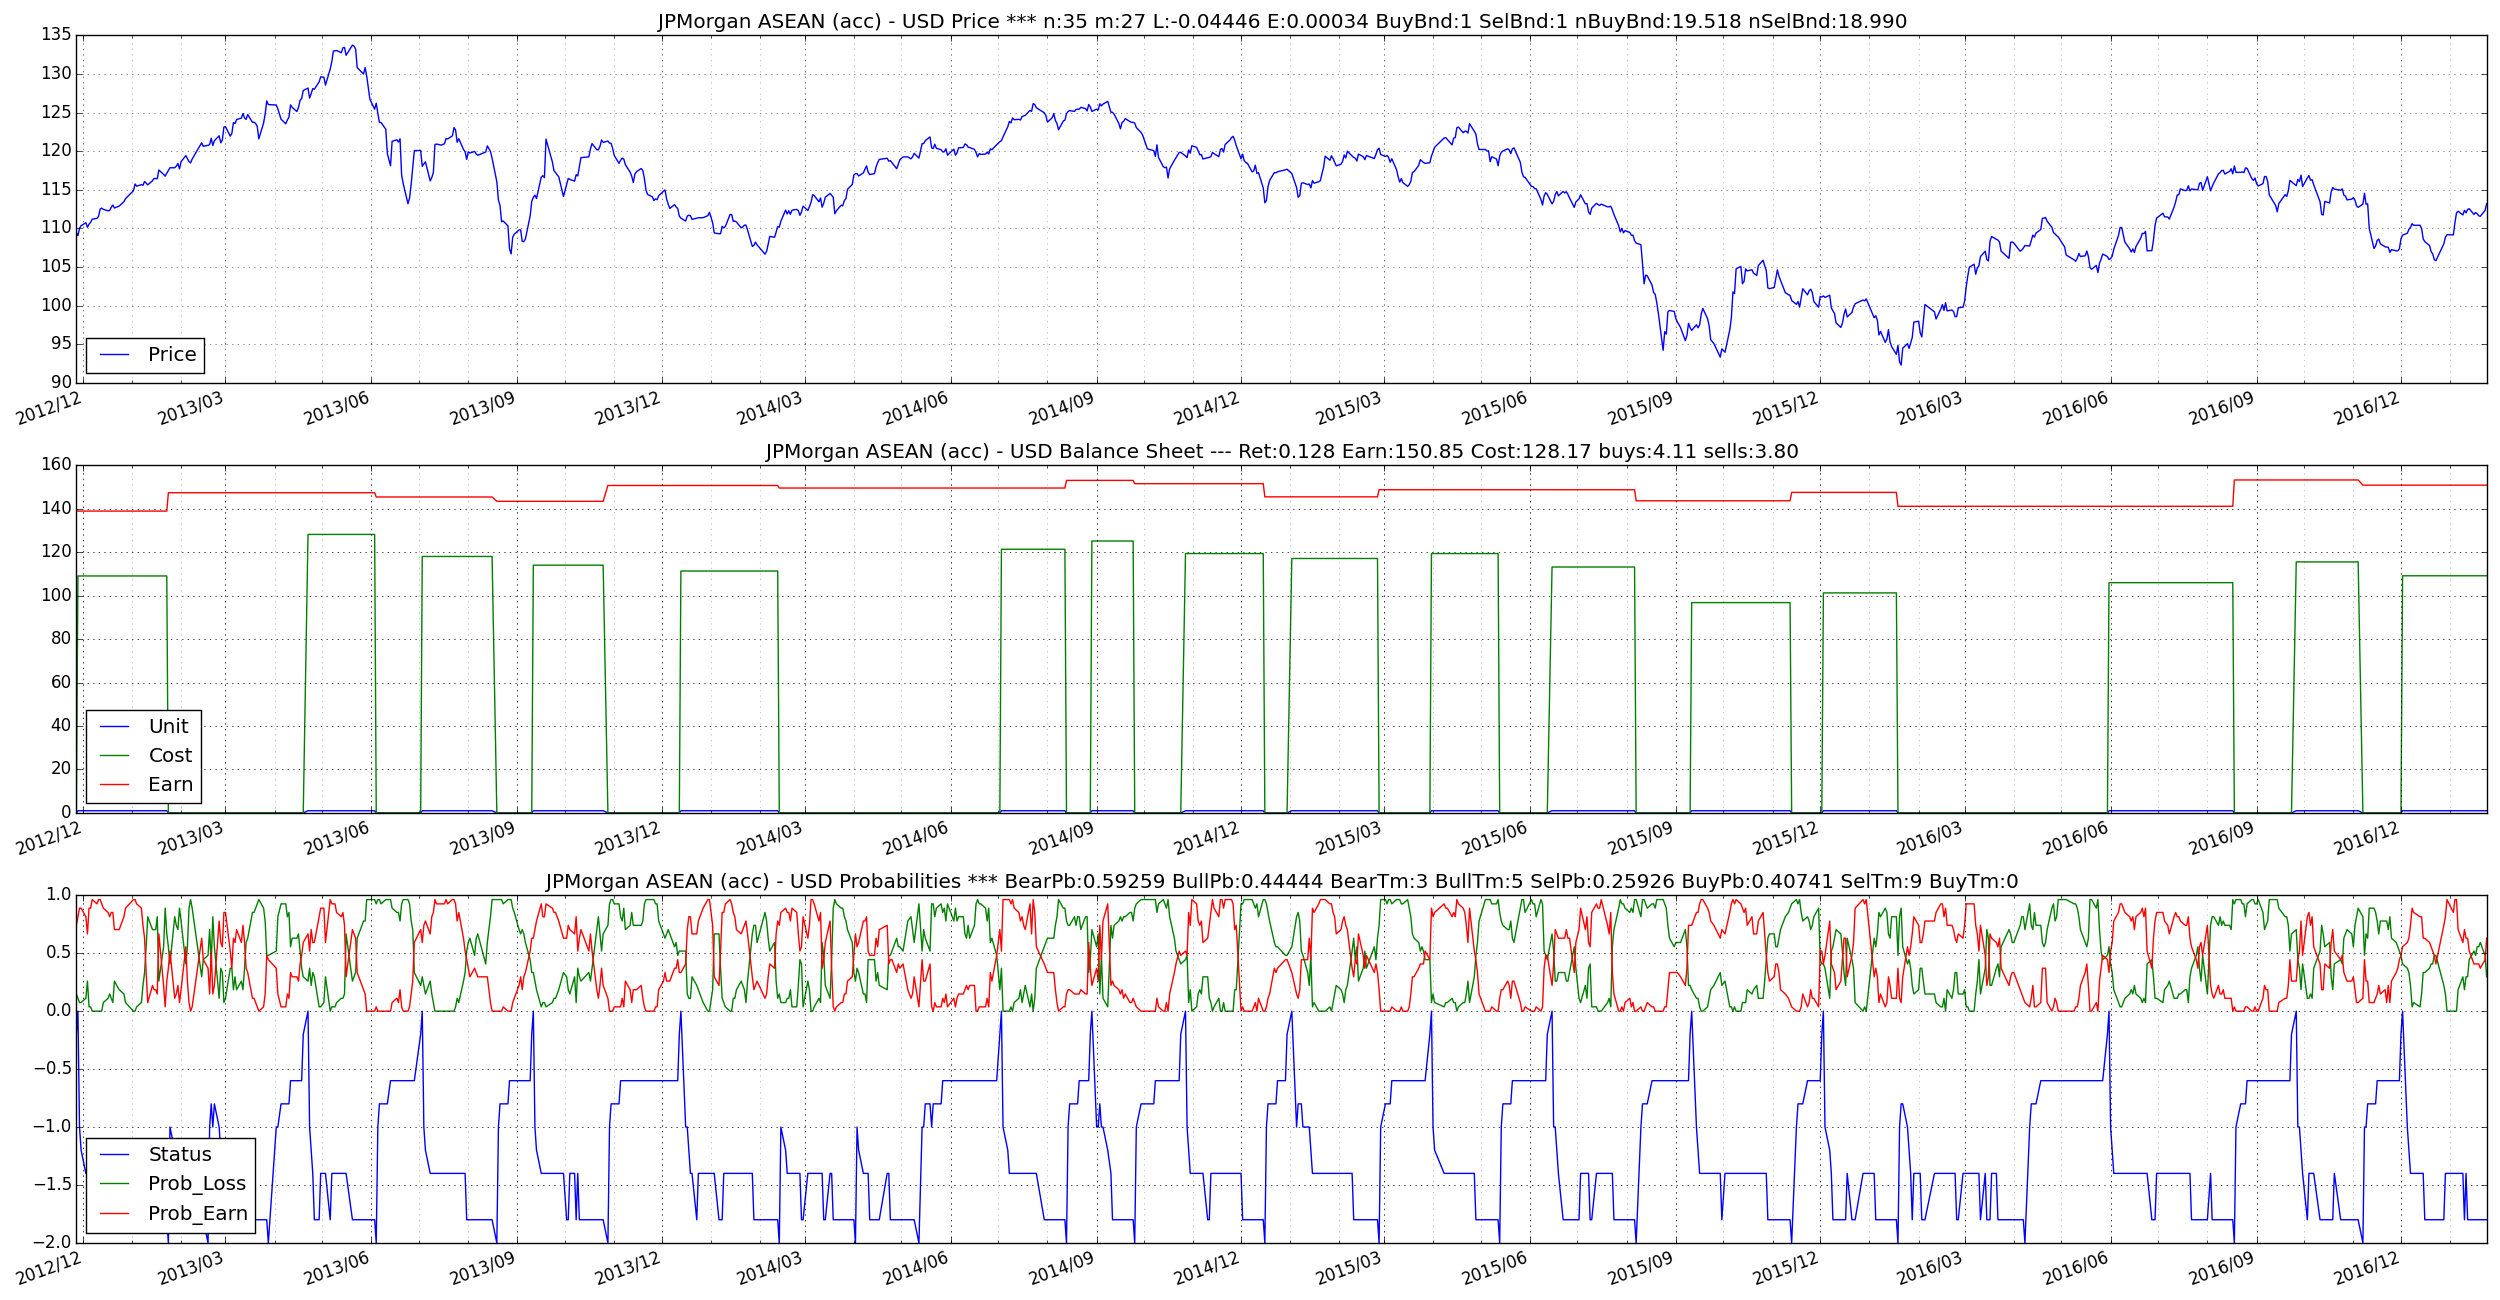 JPMorgan ASEAN (acc) - USD Price *** n:35 m:27 L:-0.04446 E:0.00034 BuyBnd:1 SelBnd:1 nBuyBnd:19.518 nSelBnd:18.990
135
130
125
120
115
110
105
100
95
90
Price
2012/12 2013/03 2013/06 2013/09 2013/12 2014/03 2014/06 2014/09 2014/12 2015/03 2015/06 2015/09 2015/12 2016/03 2016/06 2016/09 2016/12
JPMorgan ASEAN (acc) - USD Balance Sheet --- Ret:0.128 Earn:150.85 Cost:128.17 buys:4.11 sells:3.80
160
140
120
100
80
60
40
20
0
Unit
Cost
Earn
2012/12 2013/03 2013/06 2013/09 2013/12 2014/03 2014/06 2014/09 2014/12 2015/03 2015/06 2015/09 2015/12 2016/03 2016/06 2016/09 2016/12
JPMorgan ASEAN (acc) - USD Probabilities *** BearPb:0.59259 BullPb:0.44444 BearTm:3 BullTm:5 SelPb:0.25926 BuyPb:0.40741 SelTm:9 BuyTm:0
1.0
0.5
0.0
−0.5
−1.0
−1.5
−2.0
Status
Prob_Loss
Prob_Earn
2012/12 2013/03 2013/06 2013/09 2013/12 2014/03 2014/06 2014/09 2014/12 2015/03 2015/06 2015/09 2015/12 2016/03 2016/06 2016/09 2016/12